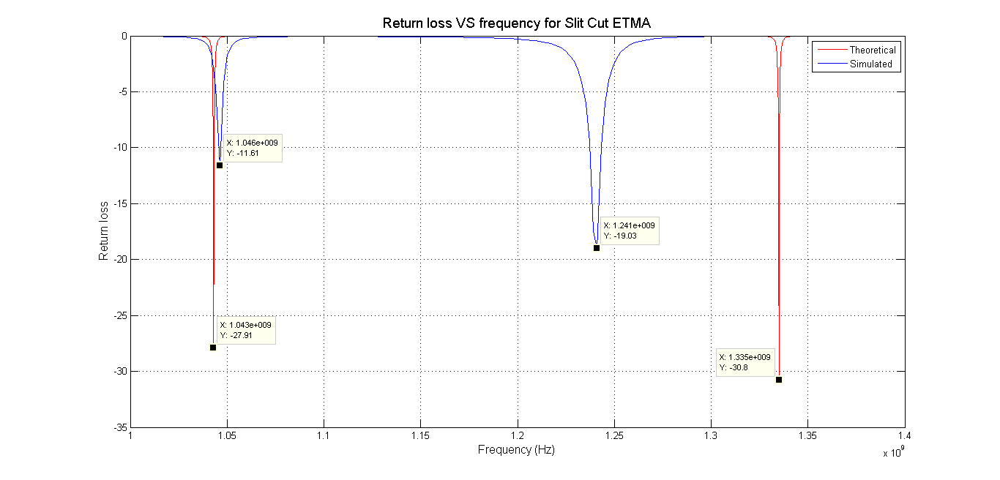 Return loss VS frequency for Slit Cut ETMA
Theoretical
Simulated
0
-5
-10
-15
-20
-25
-30
-35
Return loss
X: 1.046e+009
Y: -11.61
X: 1.241e+009
Y: -19.03
X: 1.043e+009
Y: -27.91
X: 1.335e+009
Y: -30.8
1 1.05 1.1 1.15 1.2 1.25 1.3 1.35 1.4
Frequency (Hz)
x 10⁹